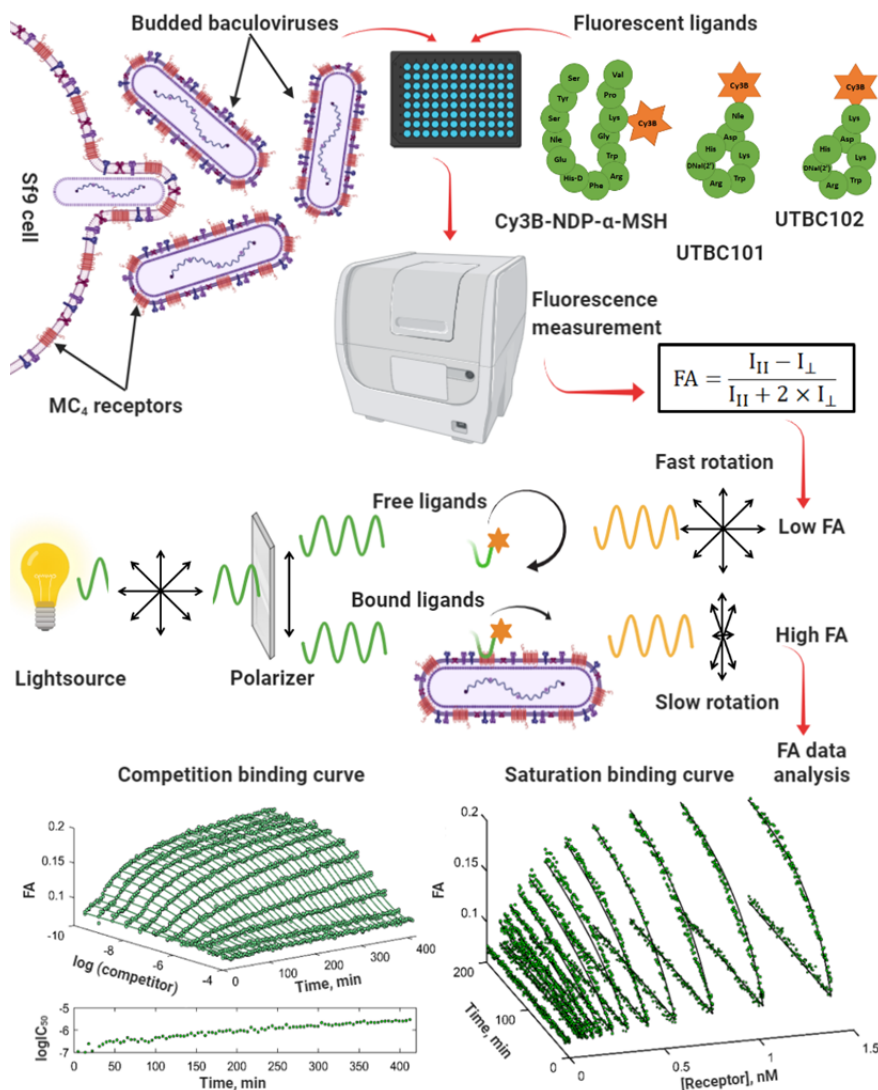 Budded baculoviruses
Fluorescent ligands
Sf9 cell
MC₄ receptors
Ser
Tyr
Ser
Nle
Glu
His-D
Phe
Arg
Trp
Gly
Lys
Pro
Val
Cy3B
Cy3B-NDP-α-MSH
Cy3B
Nle
Asp
His
Lys
DNal(2')
Arg
Trp
UTBC101
Cy3B
Lys
Asp
His
Lys
DNal(2')
Arg
Trp
UTBC102
Fluorescence
measurement
FA = (I_II − I_⊥) / (I_II + 2 × I_⊥)
Fast rotation
Free ligands
Low FA
Bound ligands
High FA
Lightsource
Polarizer
Slow rotation
FA data
analysis
Competition binding curve
FA
0.2
0.15
0.1
-10
-8
-6
-4
log (competitor)
0
100
200
300
400
Time, min
logIC₅₀
-5
-6
-7
0 50 100 150 200 250 300 350 400
Time, min
Saturation binding curve
FA
0.2
0.15
0.1
200
100
0
Time, min
0
0.5
1
1.5
[Receptor], nM